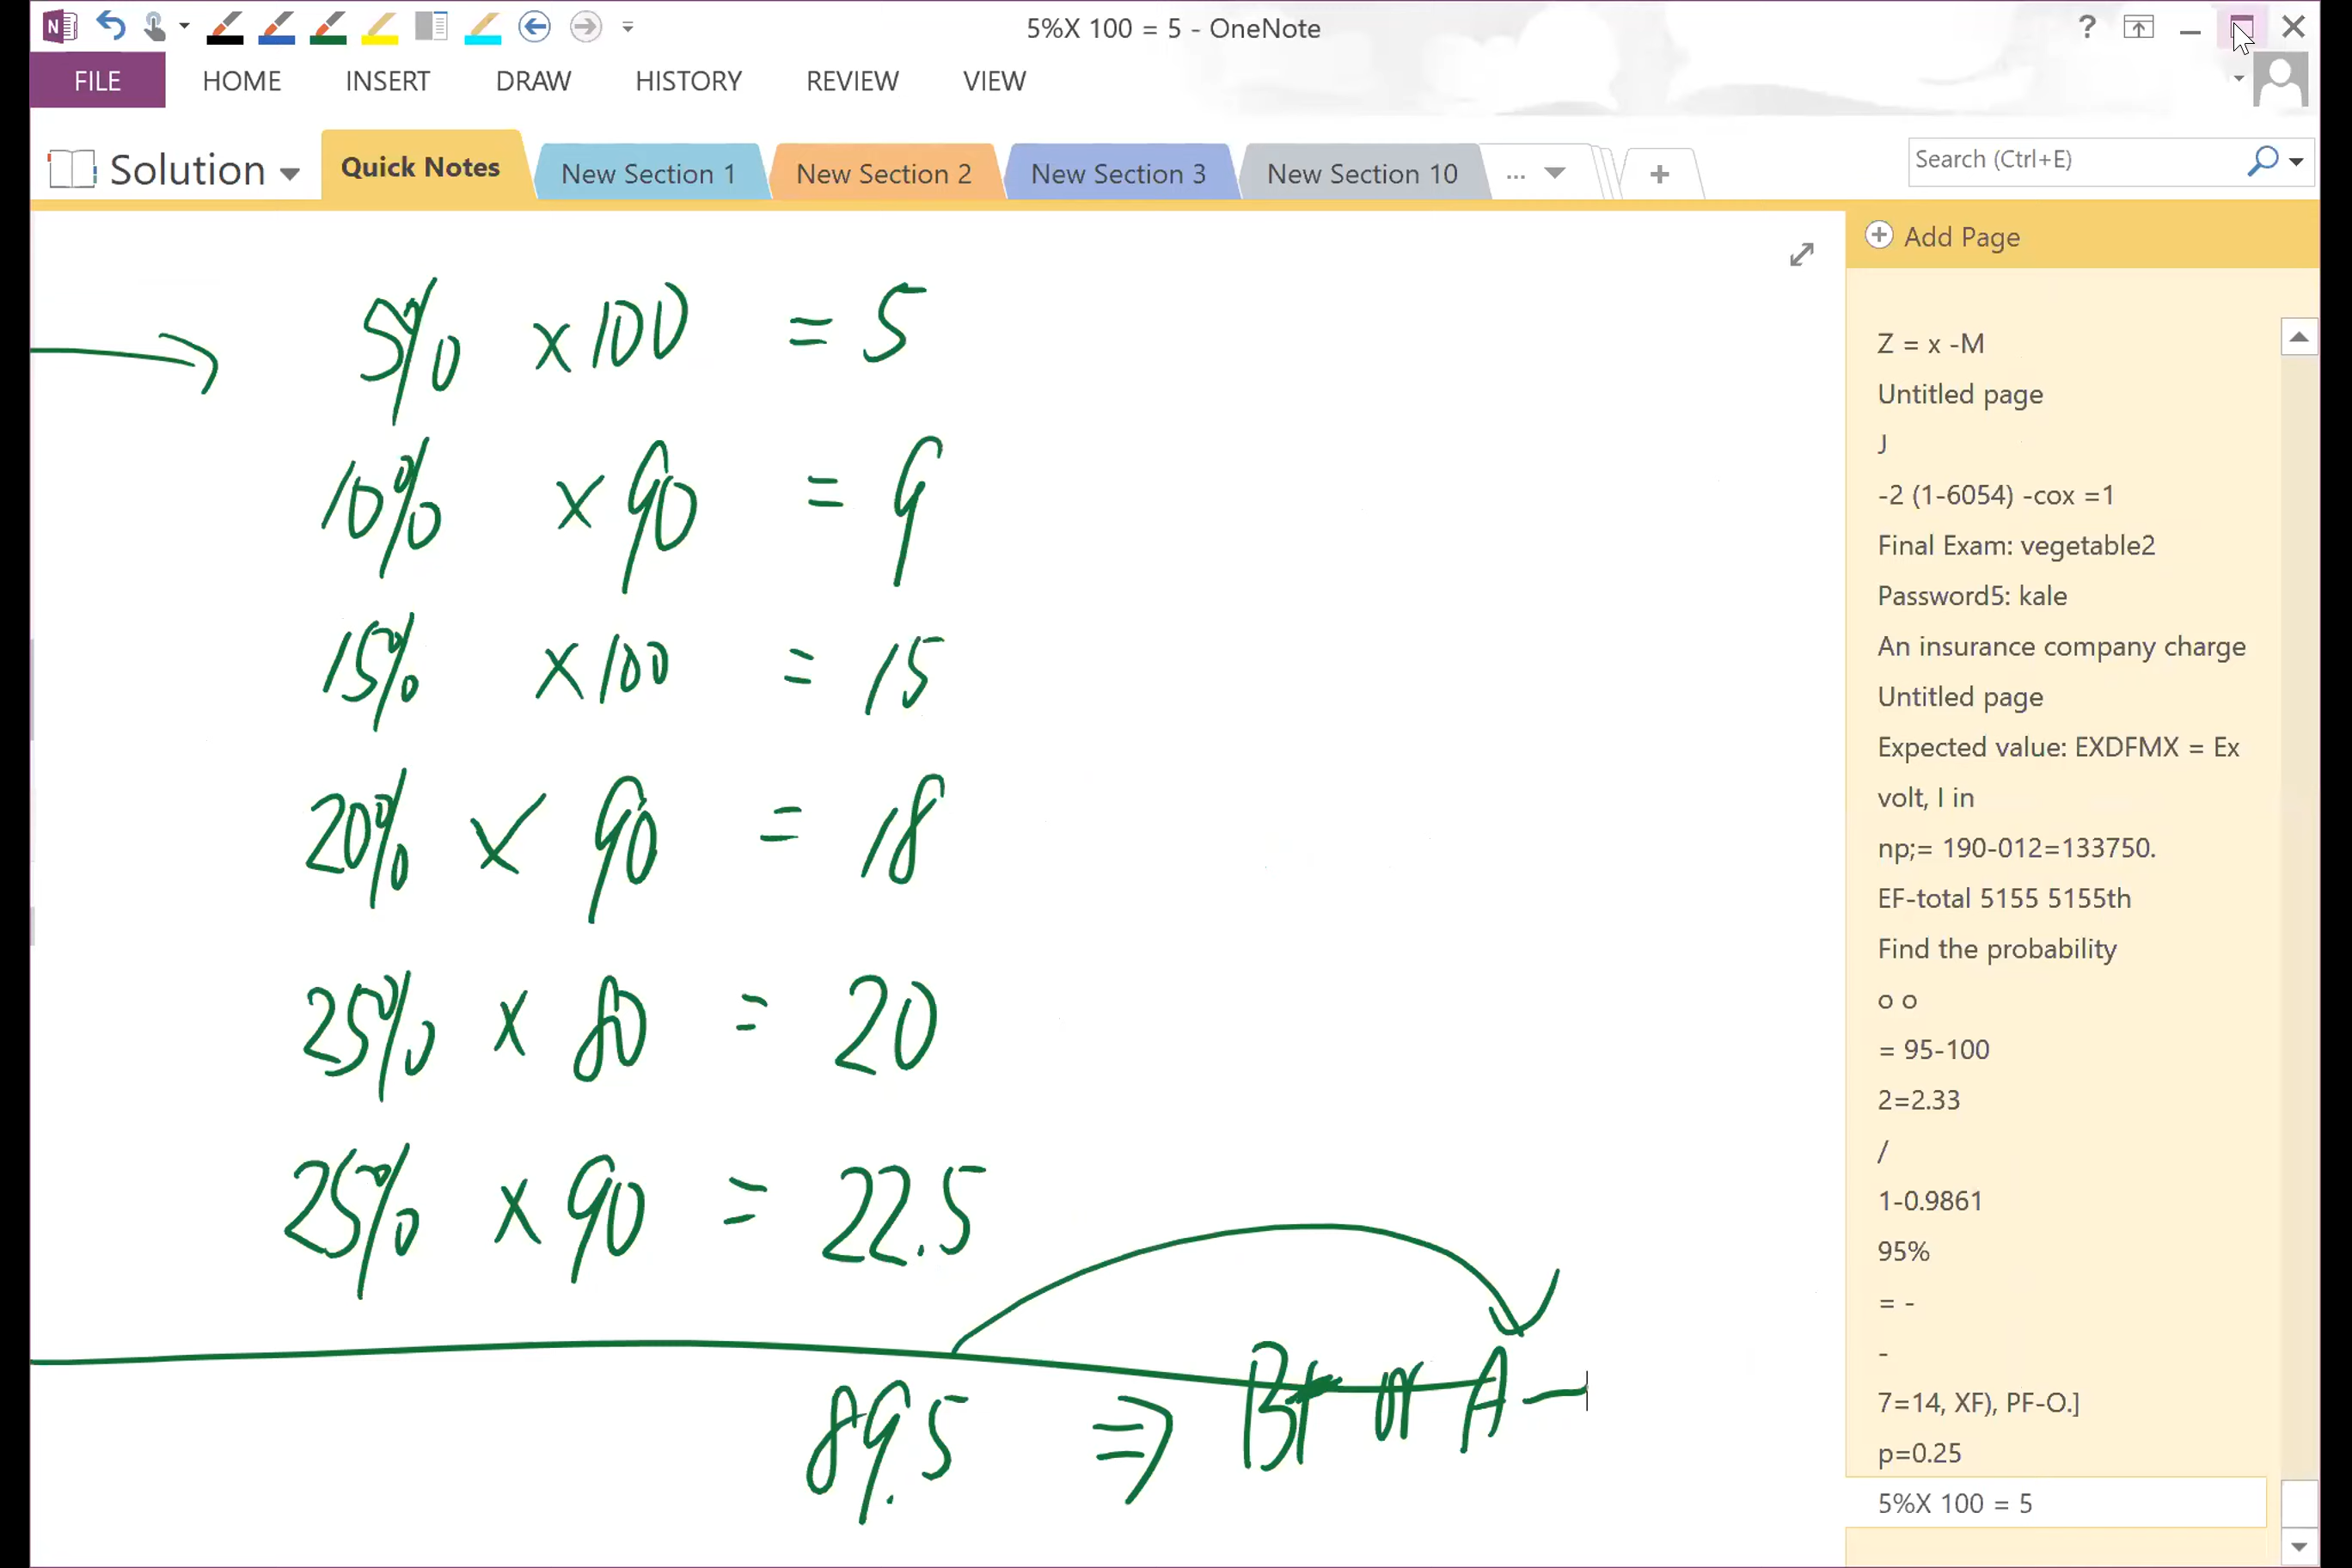 5%X 100 = 5 - OneNote
?
FILE HOME INSERT DRAW HISTORY REVIEW VIEW
Solution
Quick Notes
New Section 1
New Section 2
New Section 3
New Section 10
...
+
Search (Ctrl+E)
5% x 100 = 5
10% x 90 = 9
15% x 100 = 15
20% x 90 = 18
25% x 80 = 20
25% x 90 = 22.5
89.5 ⇒ B+ or A-
Add Page
Z = x -M
Untitled page
J
-2 (1-6054) -cox =1
Final Exam: vegetable2
Password5: kale
An insurance company charge
Untitled page
Expected value: EXDFMX = Ex
volt, I in
np;= 190-012=133750.
EF-total 5155 5155th
Find the probability
o o
= 95-100
2=2.33
/
1-0.9861
95%
= -
-
7=14, XF), PF-O.]
p=0.25
5%X 100 = 5